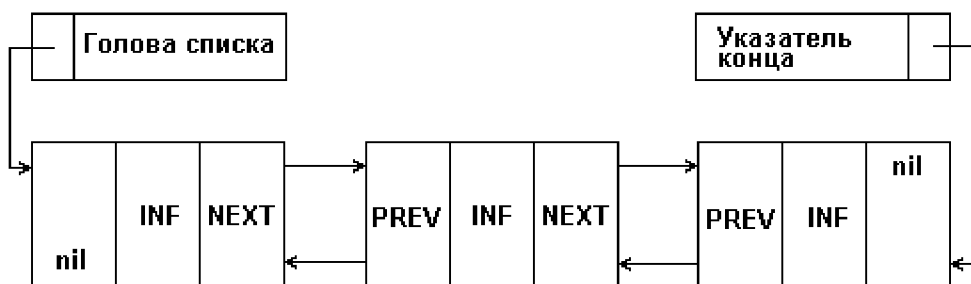 Голова списка
Указатель
конца
nil
INF NEXT PREV INF NEXT PREV INF
nil